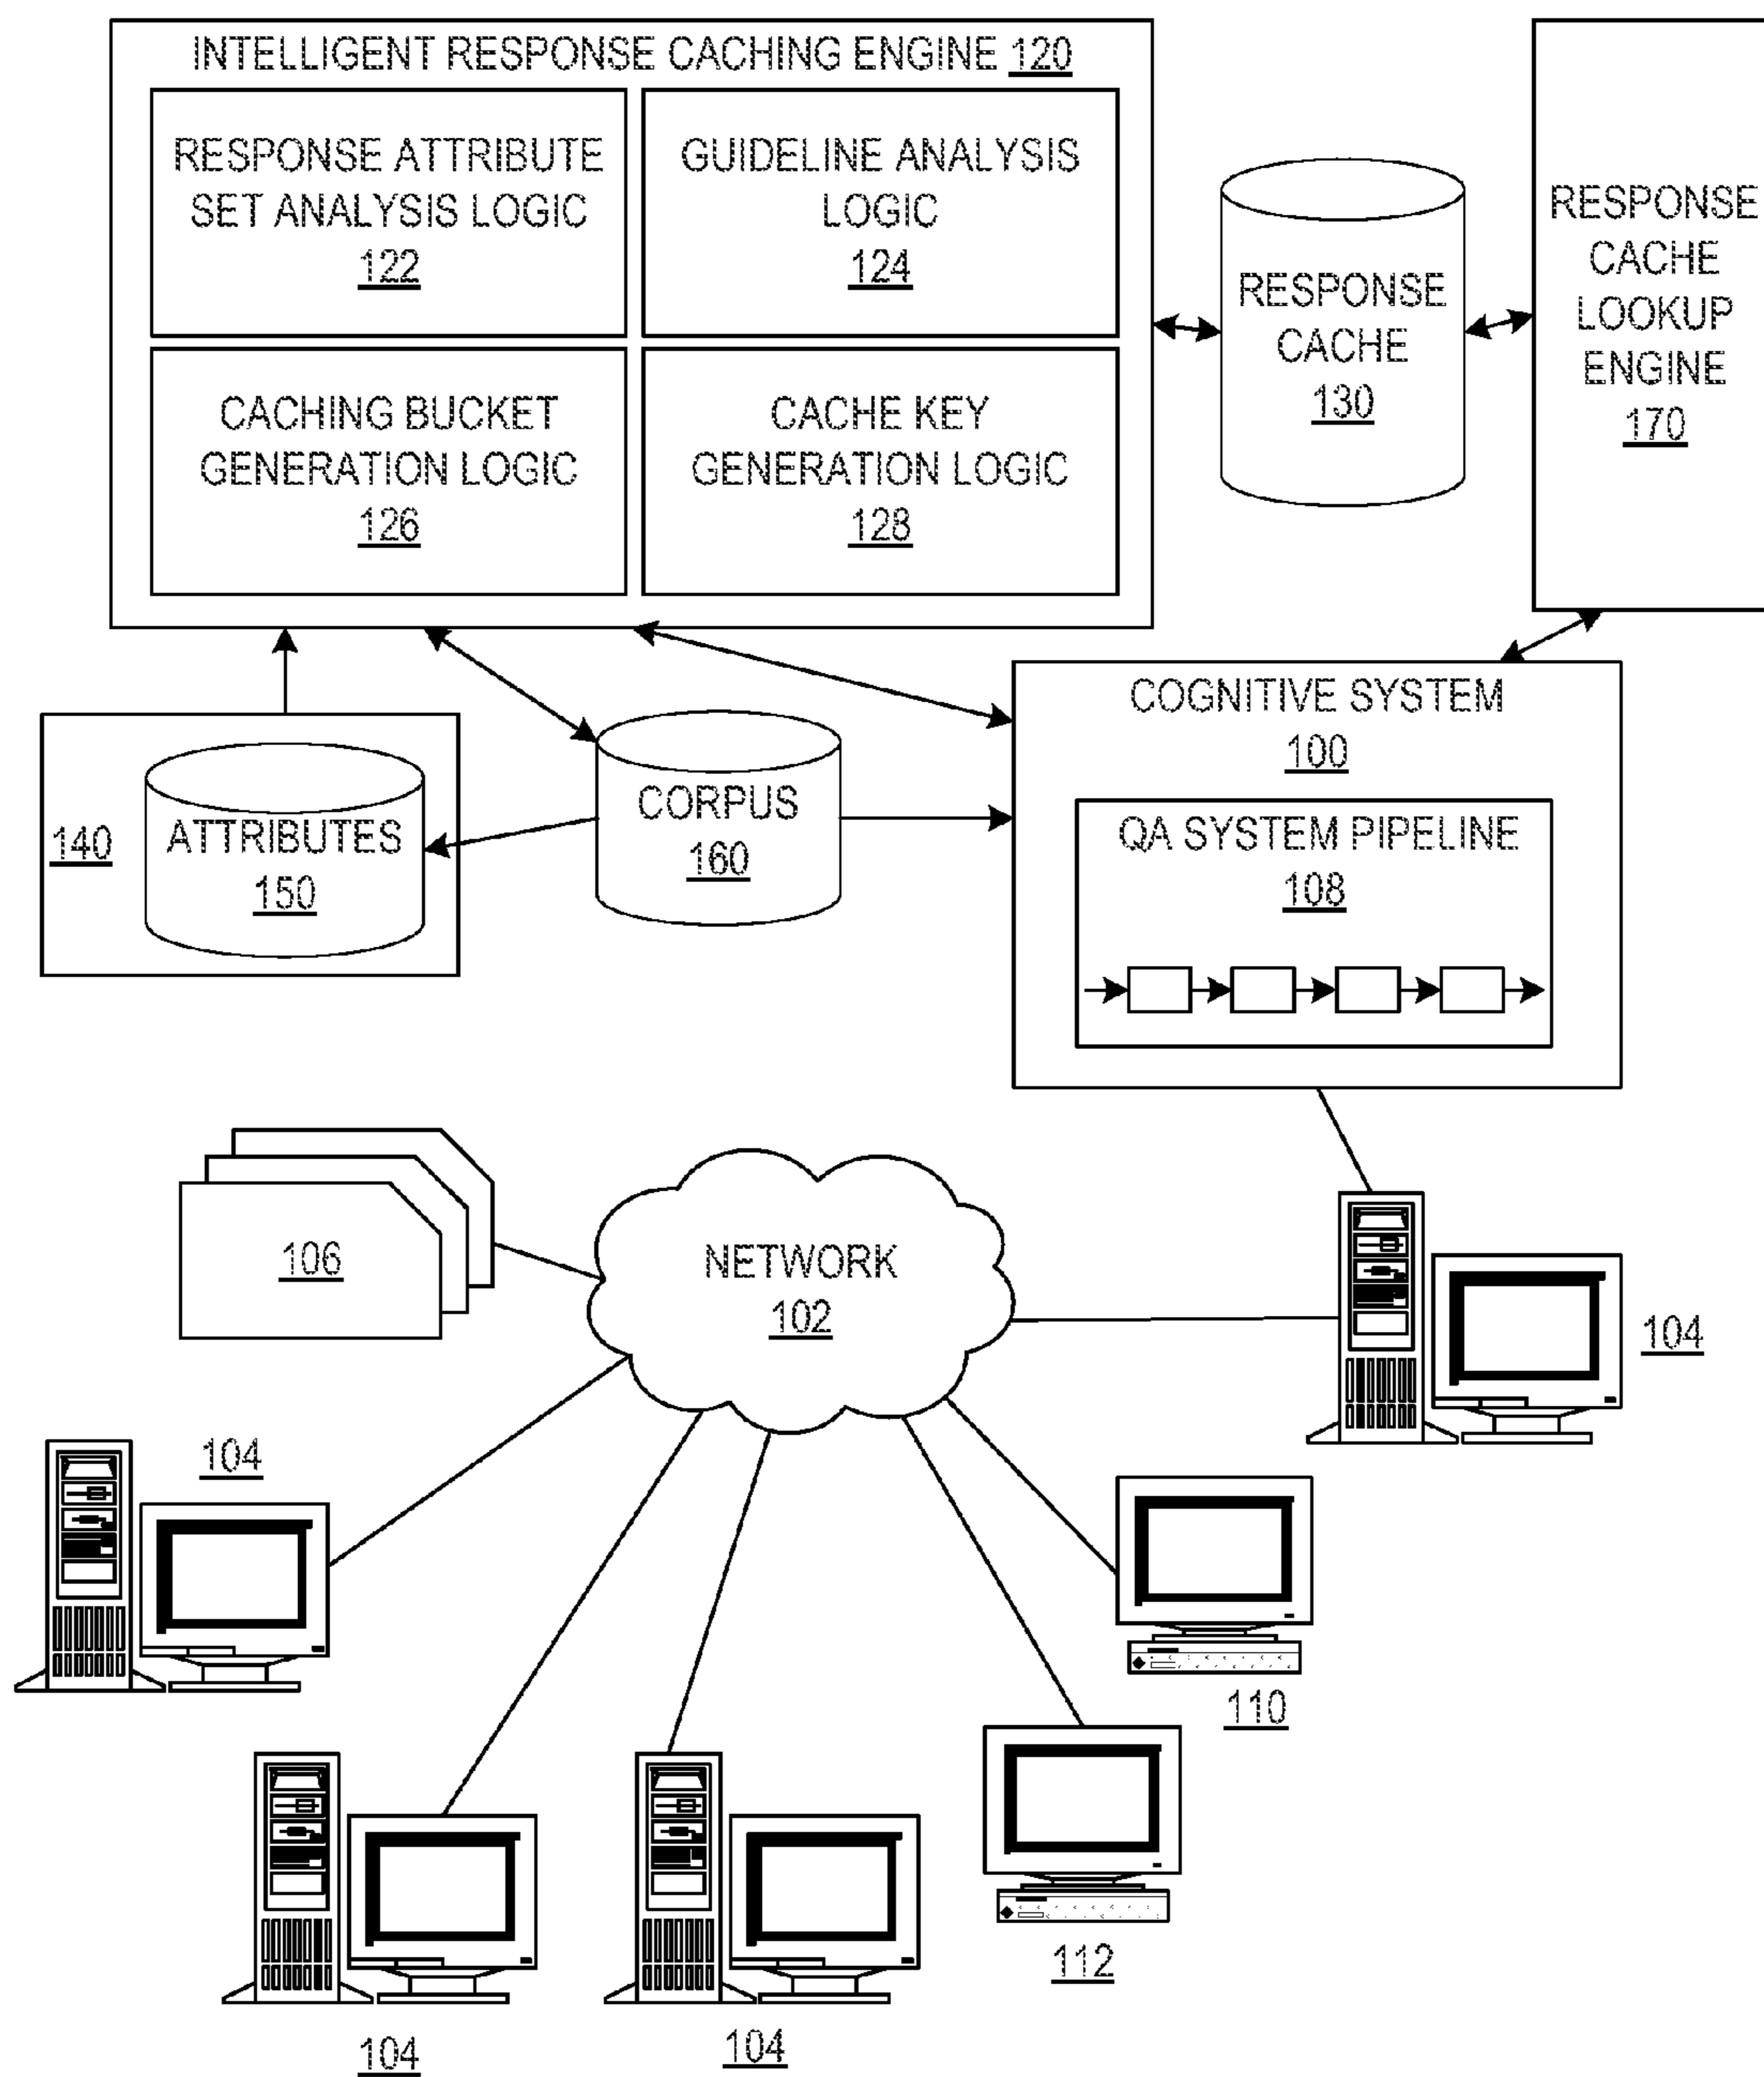 INTELLIGENT RESPONSE CACHING ENGINE 120
RESPONSE ATTRIBUTE
SET ANALYSIS LOGIC
122
GUIDELINE ANALYSIS
LOGIC
124
CACHING BUCKET
GENERATION LOGIC
126
CACHE KEY
GENERATION LOGIC
128
RESPONSE
CACHE
130
RESPONSE
CACHE
LOOKUP
ENGINE
170
140
ATTRIBUTES
150
CORPUS
160
COGNITIVE SYSTEM
100
QA SYSTEM PIPELINE
108
106
NETWORK
102
104
104
110
112
104
104